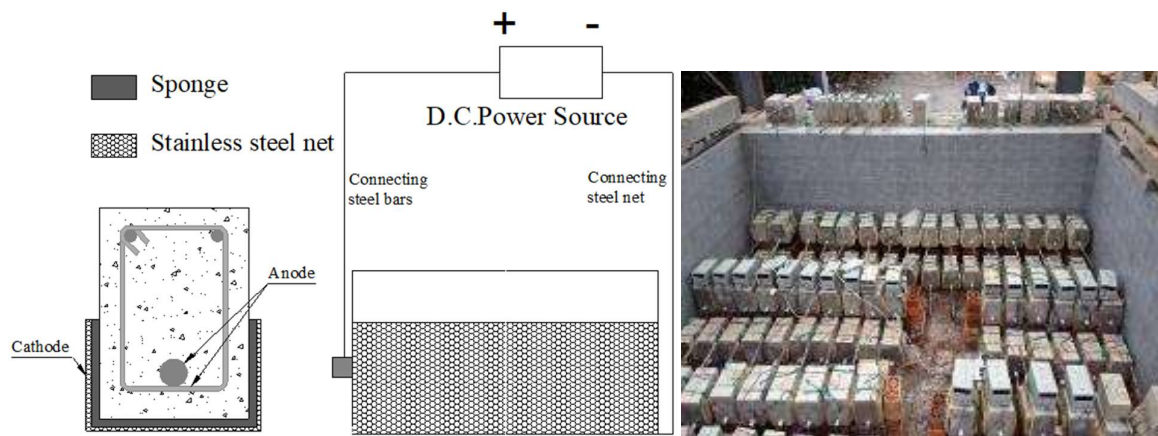 + -
Sponge
D.C.Power Source
Stainless steel net
Connecting
steel bars
Connecting
steel net
Anode
Cathode